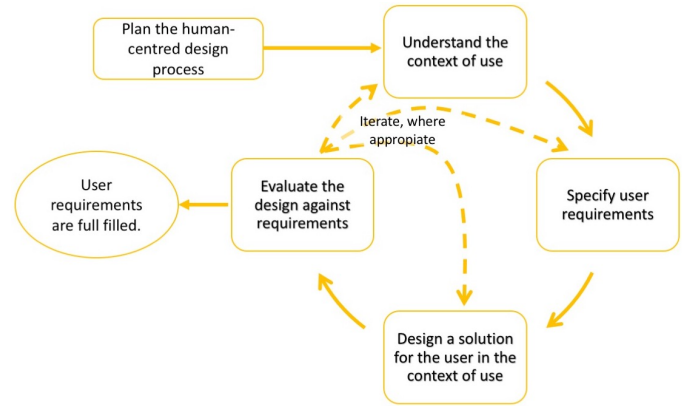 Plan the human-
centred design
process
Understand the
context of use
Iterate, where
appropiate
User
requirements
are full filled.
Evaluate the
design against
requirements
Specify user
requirements
Design a solution
for the user in the
context of use